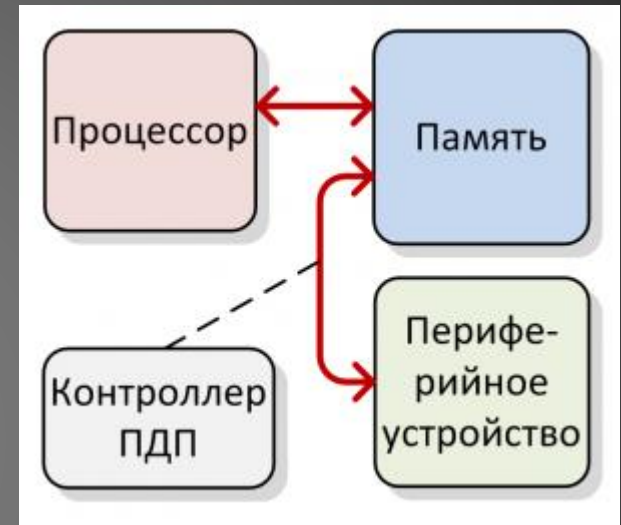 Процессор
Память
Контроллер
ПДП
Перифе-
рийное
устройство